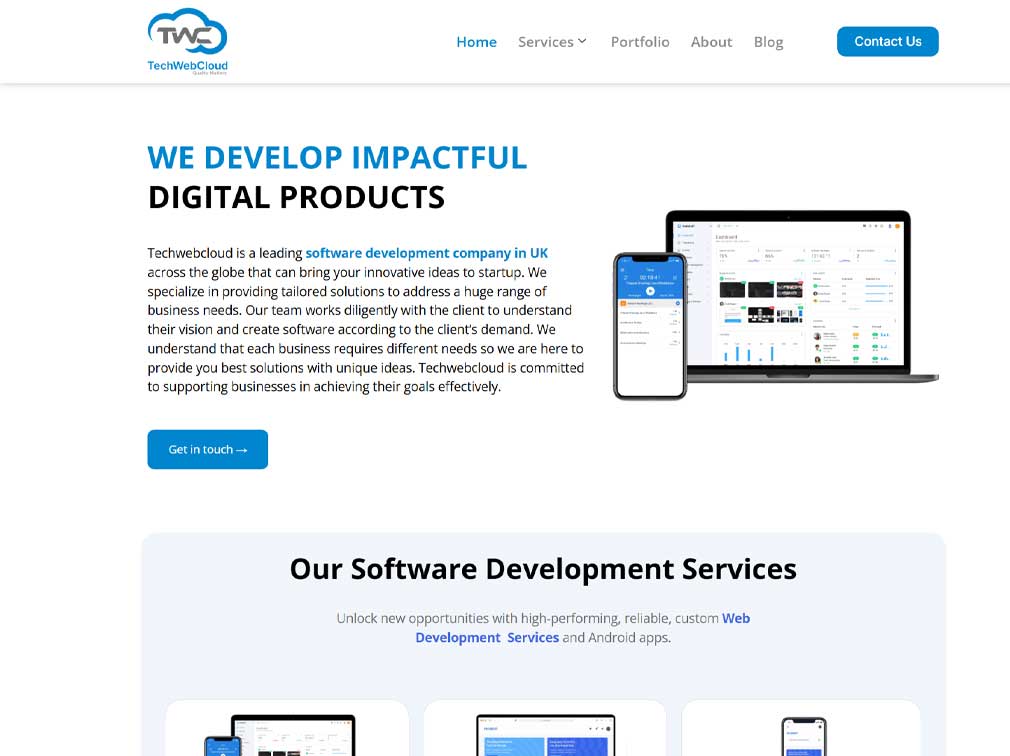 TWC
TechWebCloud
Quality Matters
Home Services Portfolio About Blog Contact Us
WE DEVELOP IMPACTFUL
DIGITAL PRODUCTS
Techwebcloud is a leading software development company in UK
across the globe that can bring your innovative ideas to startup. We
specialize in providing tailored solutions to address a huge range of
business needs. Our team works diligently with the client to understand
their vision and create software according to the client's demand. We
understand that each business requires different needs so we are here to
provide you best solutions with unique ideas. Techwebcloud is committed
to supporting businesses in achieving their goals effectively.
Get in touch →
Dashboard
Our Software Development Services
Unlock new opportunities with high-performing, reliable, custom Web
Development Services and Android apps.